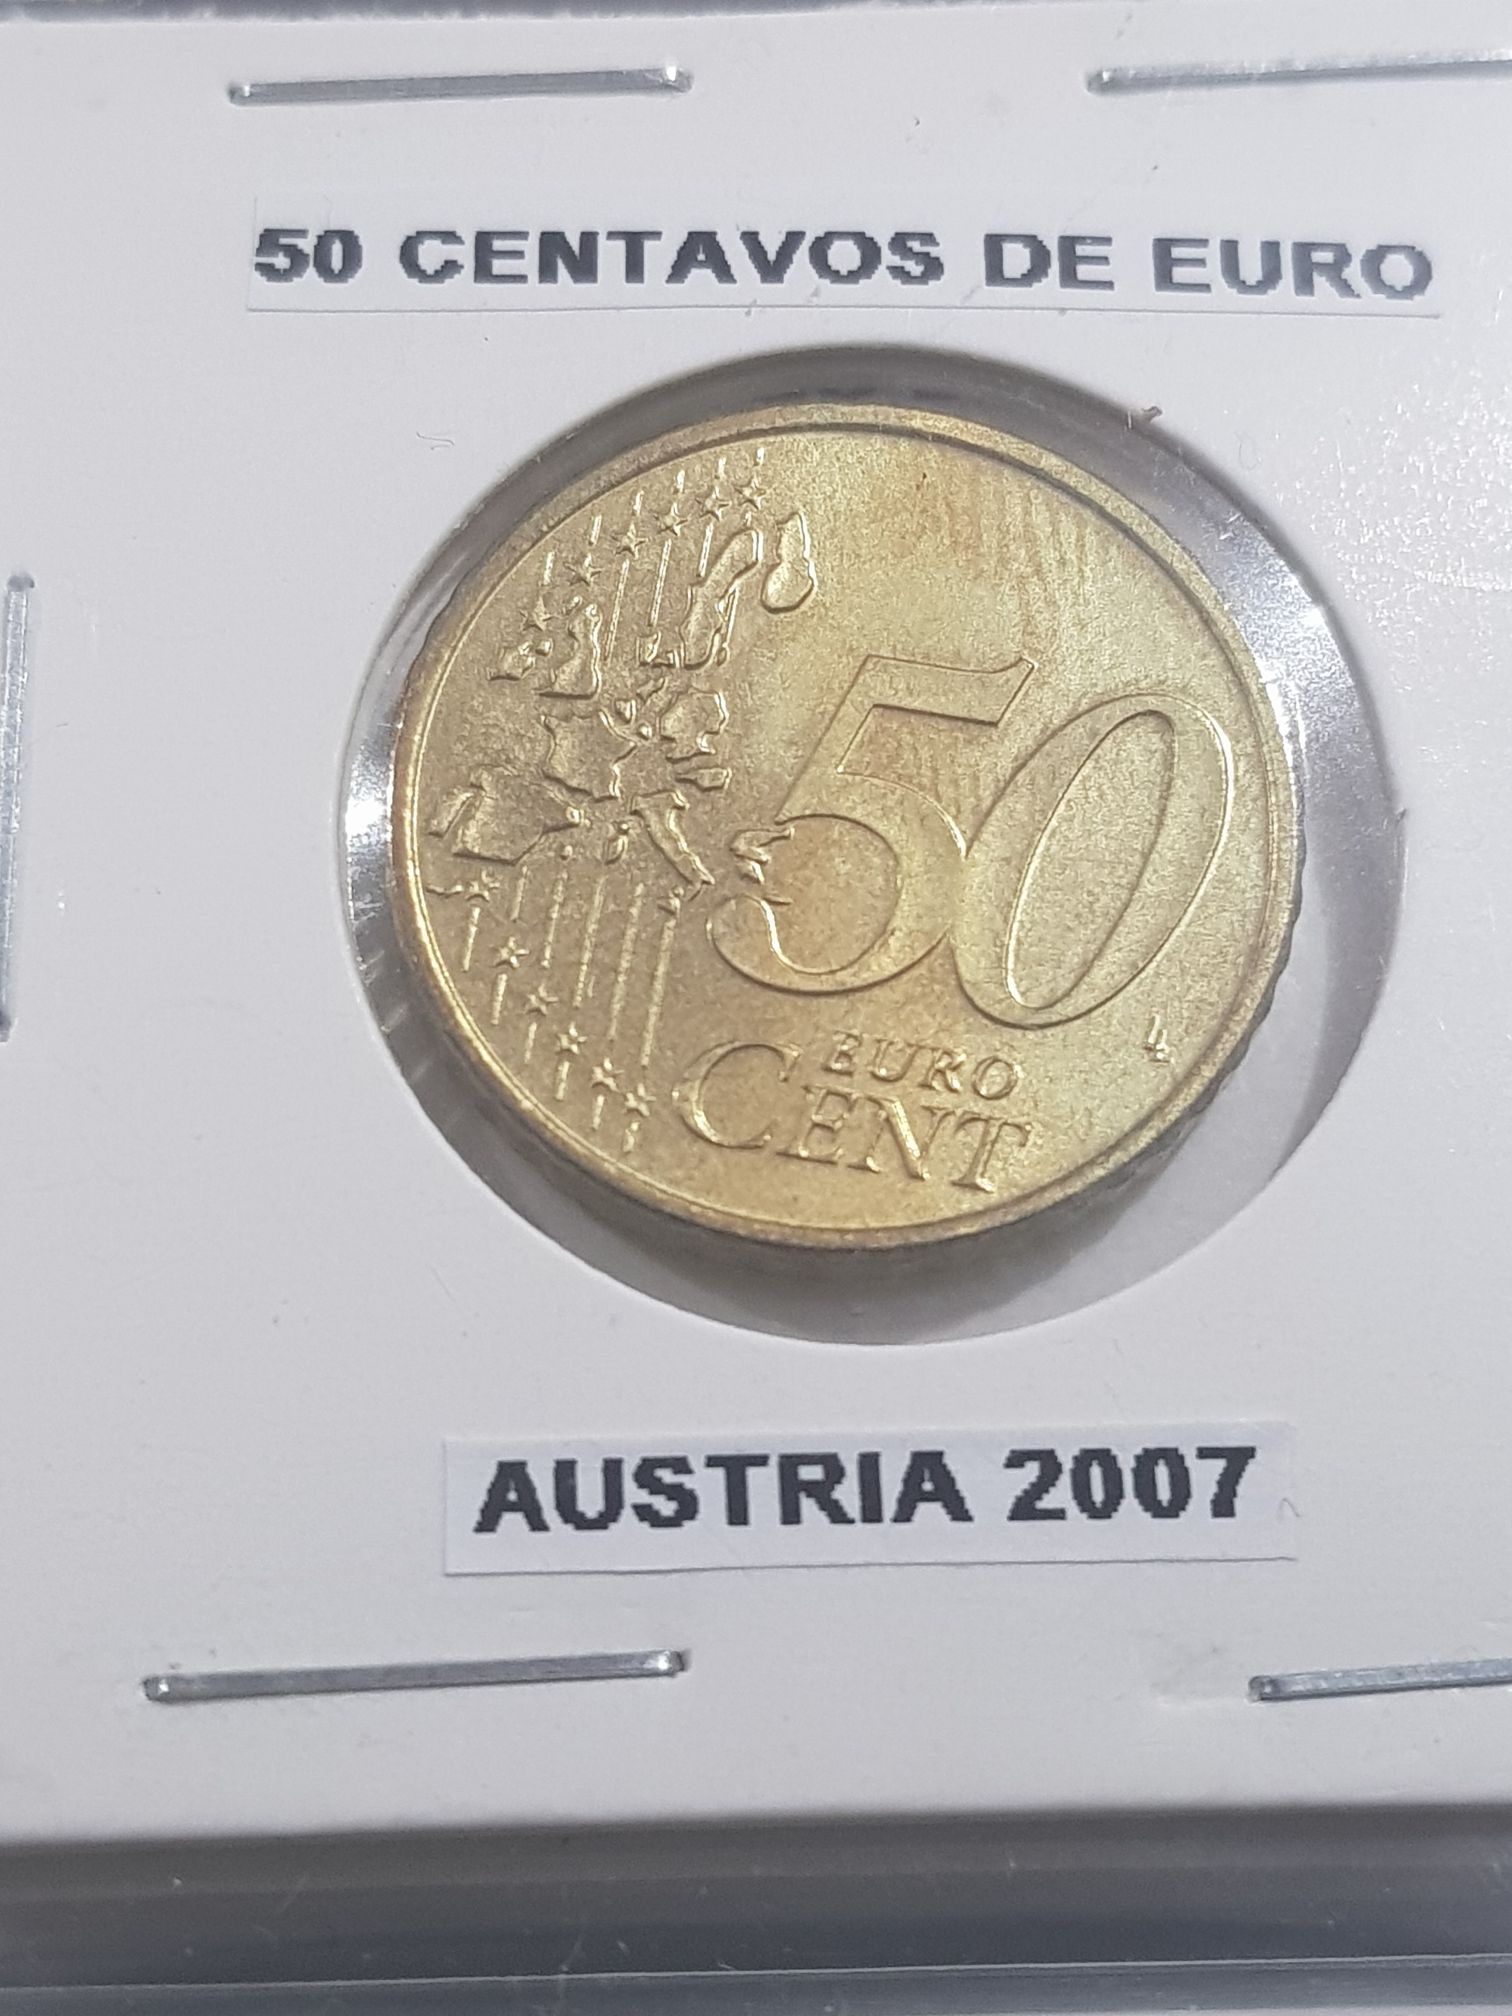 50 CENTAVOS DE EURO
50
EURO
CENT
AUSTRIA 2007